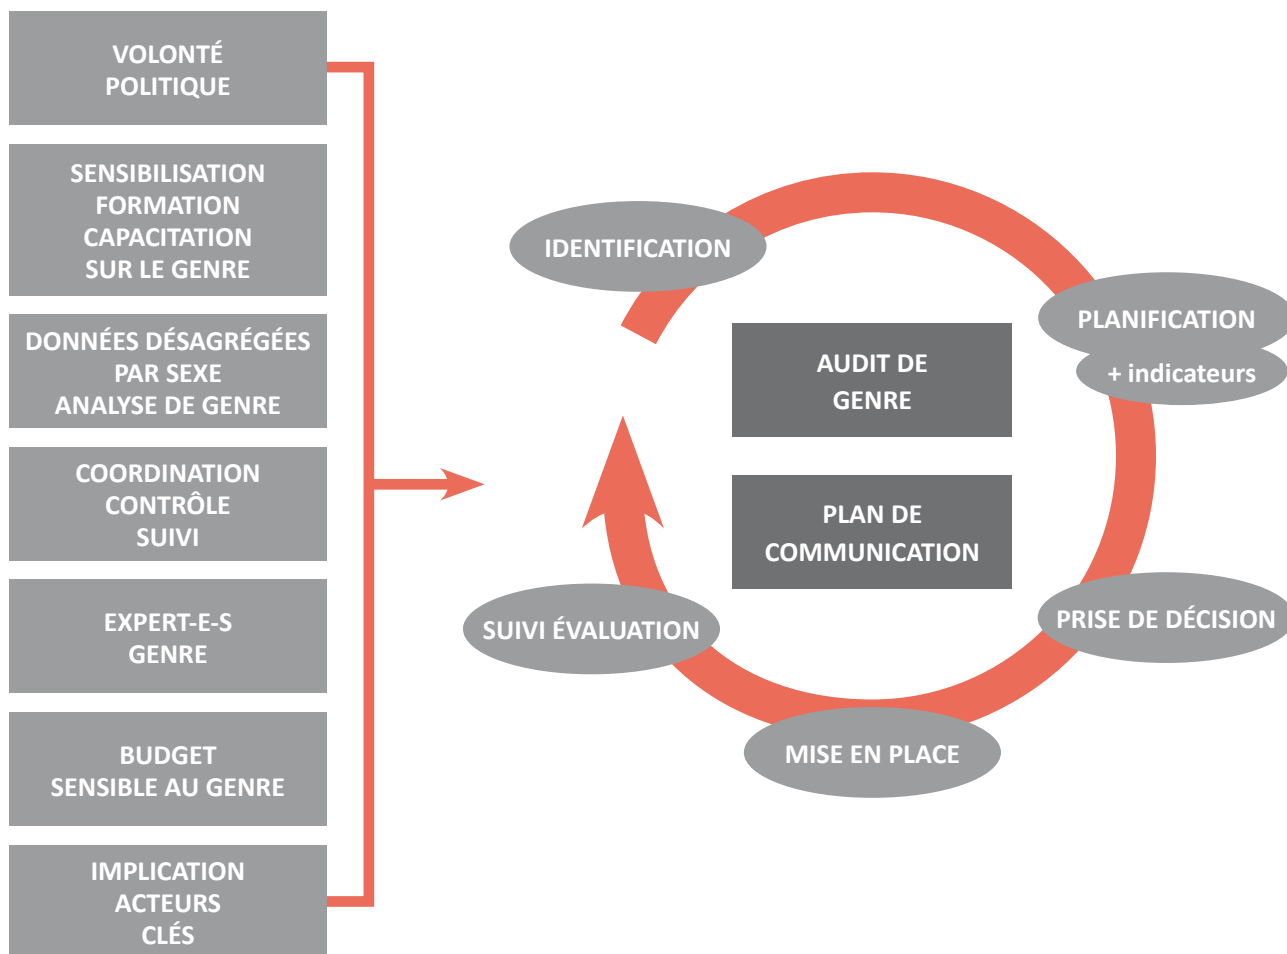 VOLONTÉ
POLITIQUE
SENSIBILISATION
FORMATION
CAPACITATION
SUR LE GENRE
DONNÉES DÉSAGRÉGÉES
PAR SEXE
ANALYSE DE GENRE
COORDINATION
CONTRÔLE
SUIVI
EXPERT-E-S
GENRE
BUDGET
SENSIBLE AU GENRE
IMPLICATION
ACTEURS
CLÉS
IDENTIFICATION
PLANIFICATION
+ indicateurs
AUDIT DE
GENRE
PLAN DE
COMMUNICATION
PRISE DE DÉCISION
SUIVI ÉVALUATION
MISE EN PLACE